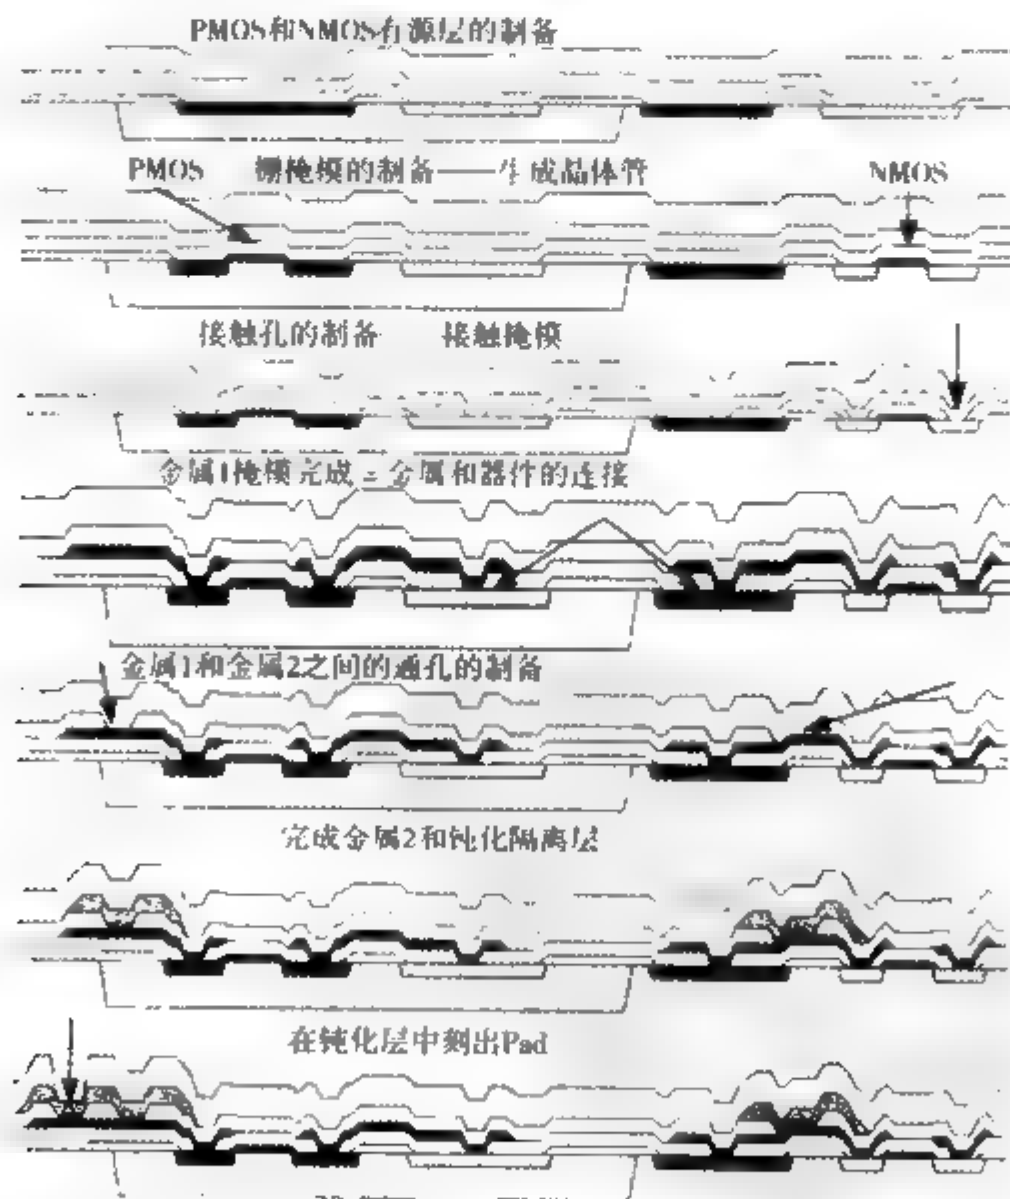 PMOS和NMOS有源层的制备
PMOS 栅掩模的制备——生成晶体管 NMOS
接触孔的制备 接触掩模
金属1掩模完成 金属和器件的连接
金属1和金属2之间的通孔的制备
完成金属2和钝化隔离层
在钝化层中刻出Pad